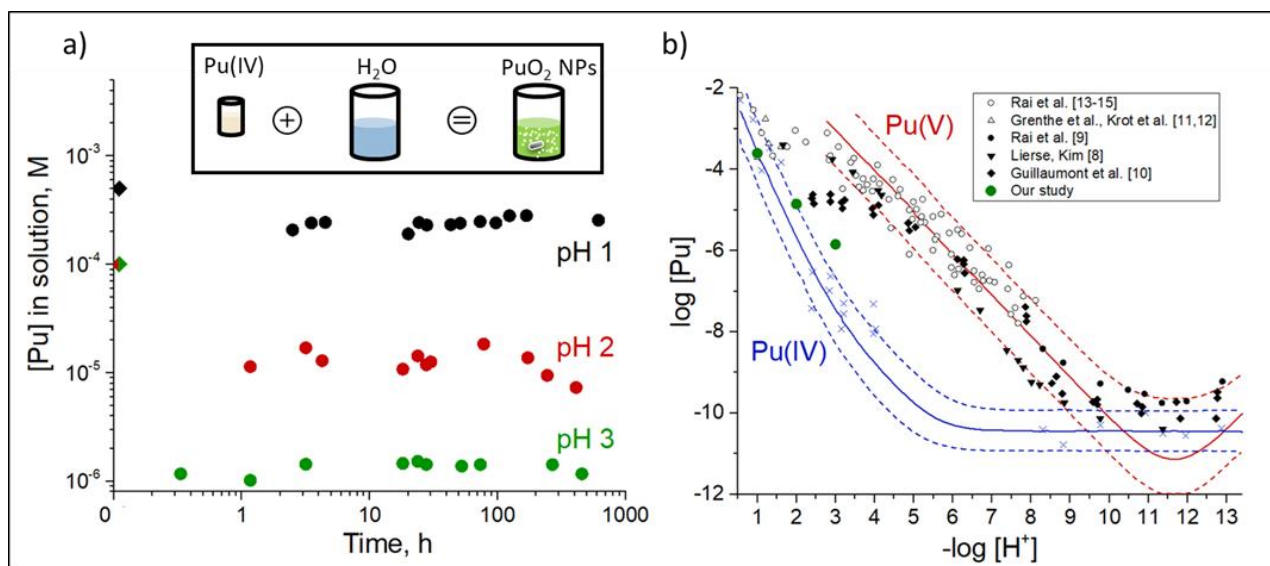 a)
Pu(IV)
H₂O
PuO₂ NPs
+
=
[Pu] in solution, M
10⁻³
10⁻⁴
10⁻⁵
10⁻⁶
pH 1
pH 2
pH 3
0
1
10
100
1000
Time, h
b)
log [Pu]
-2
-4
-6
-8
-10
-12
Pu(V)
Pu(IV)
Rai et al. [13-15]
Grenthe et al., Krot et al. [11,12]
Rai et al. [9]
Lierse, Kim [8]
Guillaumont et al. [10]
Our study
1 2 3 4 5 6 7 8 9 10 11 12 13
-log [H⁺]